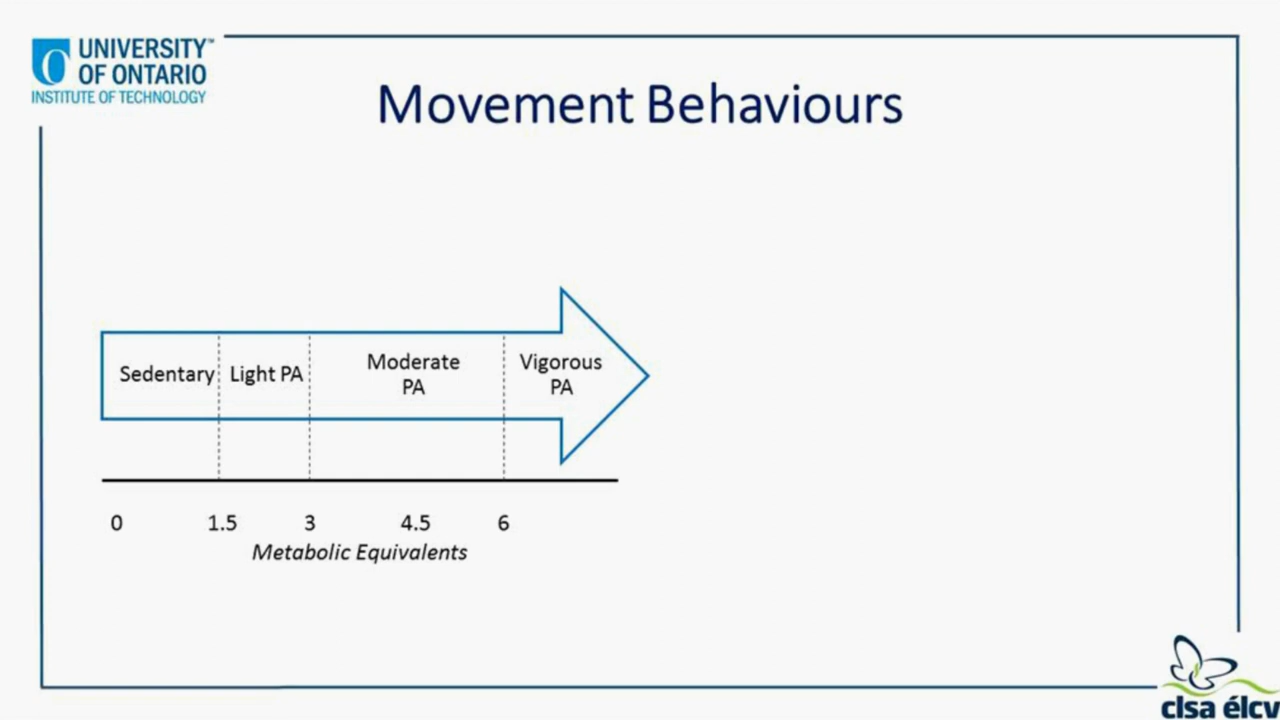 UNIVERSITY™
OF ONTARIO
INSTITUTE OF TECHNOLOGY
Movement Behaviours
Sedentary
Light PA
Moderate
PA
Vigorous
PA
0 1.5 3 4.5 6
Metabolic Equivalents
clsa élcv